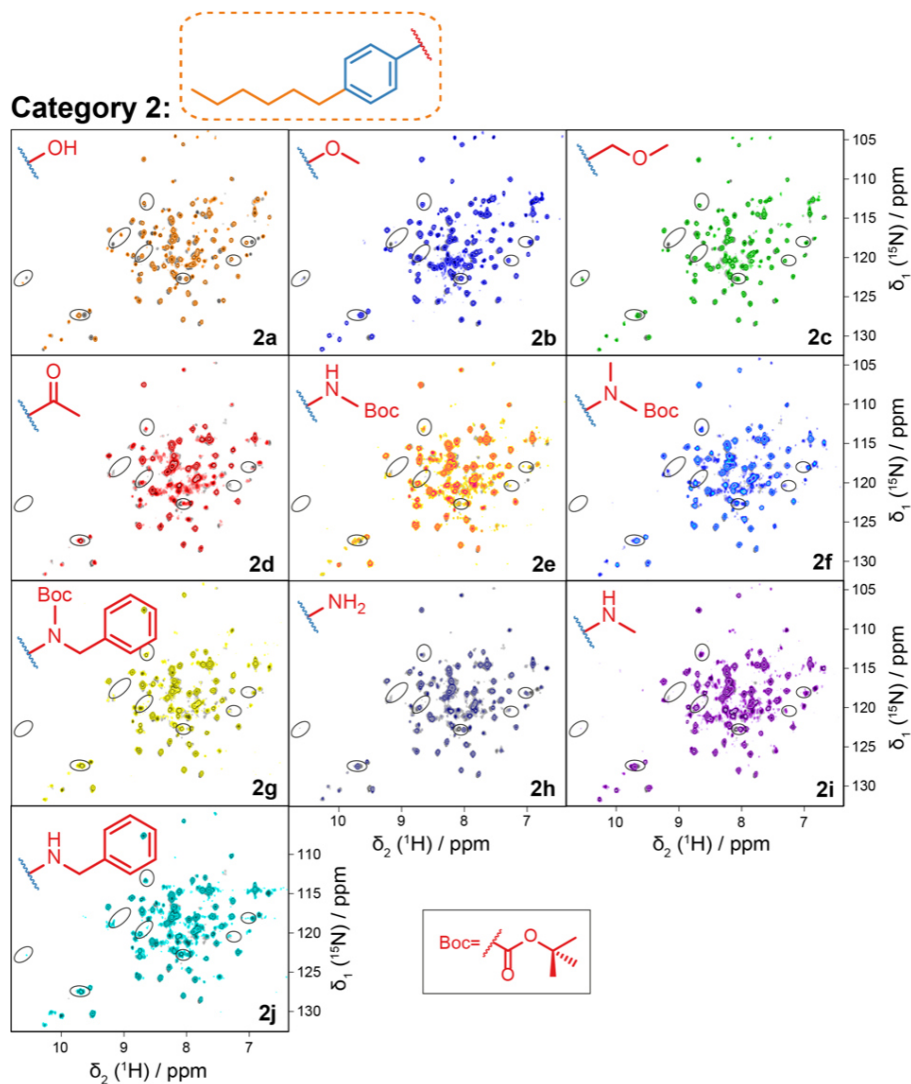 Category 2:
OH
O
O
105
110
115
120
125
130
δ₁ (¹⁵N) / ppm
2a
2b
2c
O
H
N
Boc
N
Boc
105
110
115
120
125
130
δ₁ (¹⁵N) / ppm
2d
2e
2f
Boc
N
NH₂
H
N
105
110
115
120
125
130
δ₁ (¹⁵N) / ppm
2g
2h
2i
10 9 8 7
10 9 8 7
δ₂ (¹H) / ppm
δ₂ (¹H) / ppm
H
N
110
115
120
125
130
δ₁ (¹⁵N) / ppm
2j
10 9 8 7
δ₂ (¹H) / ppm
Boc=
O
O